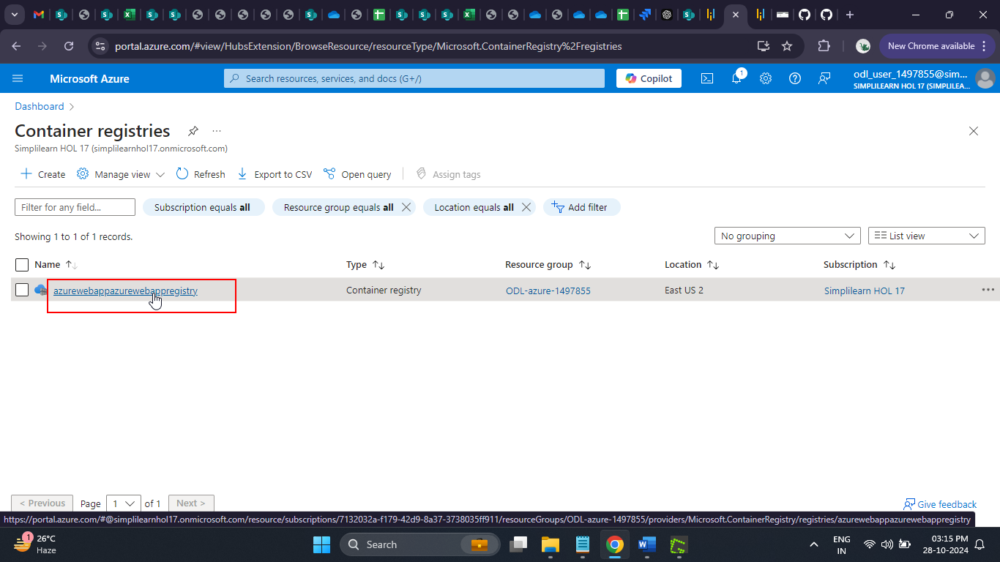 portal.azure.com/#view/HubsExtension/BrowseResource/resourceType/Microsoft.ContainerRegistry%2Fregistries
New Chrome available
Microsoft Azure
Search resources, services, and docs (G+/)
Copilot
1
odl_user_1497855@sim...
SIMPLILEARN HOL 17 (SIMPLILEA...
Dashboard
Container registries
Simplilearn HOL 17 (simplilearnhol17.onmicrosoft.com)
Create
Manage view
Refresh
Export to CSV
Open query
Assign tags
Filter for any field...
Subscription equals all
Resource group equals all
Location equals all
Add filter
Showing 1 to 1 of 1 records.
No grouping
List view
Name
Type
Resource group
Location
Subscription
azurewebappazurewebappregistry
Container registry
ODL-azure-1497855
East US 2
Simplilearn HOL 17
< Previous
Page
1
of 1
Next >
Give feedback
https://portal.azure.com/#@simplilearnhol17.onmicrosoft.com/resource/subscriptions/7132032a-f179-42d9-8a37-3738035ff911/resourceGroups/ODL-azure-1497855/providers/Microsoft.ContainerRegistry/registries/azurewebappazurewebappregistry
1
26°C
Haze
Search
ENG
IN
03:15 PM
28-10-2024